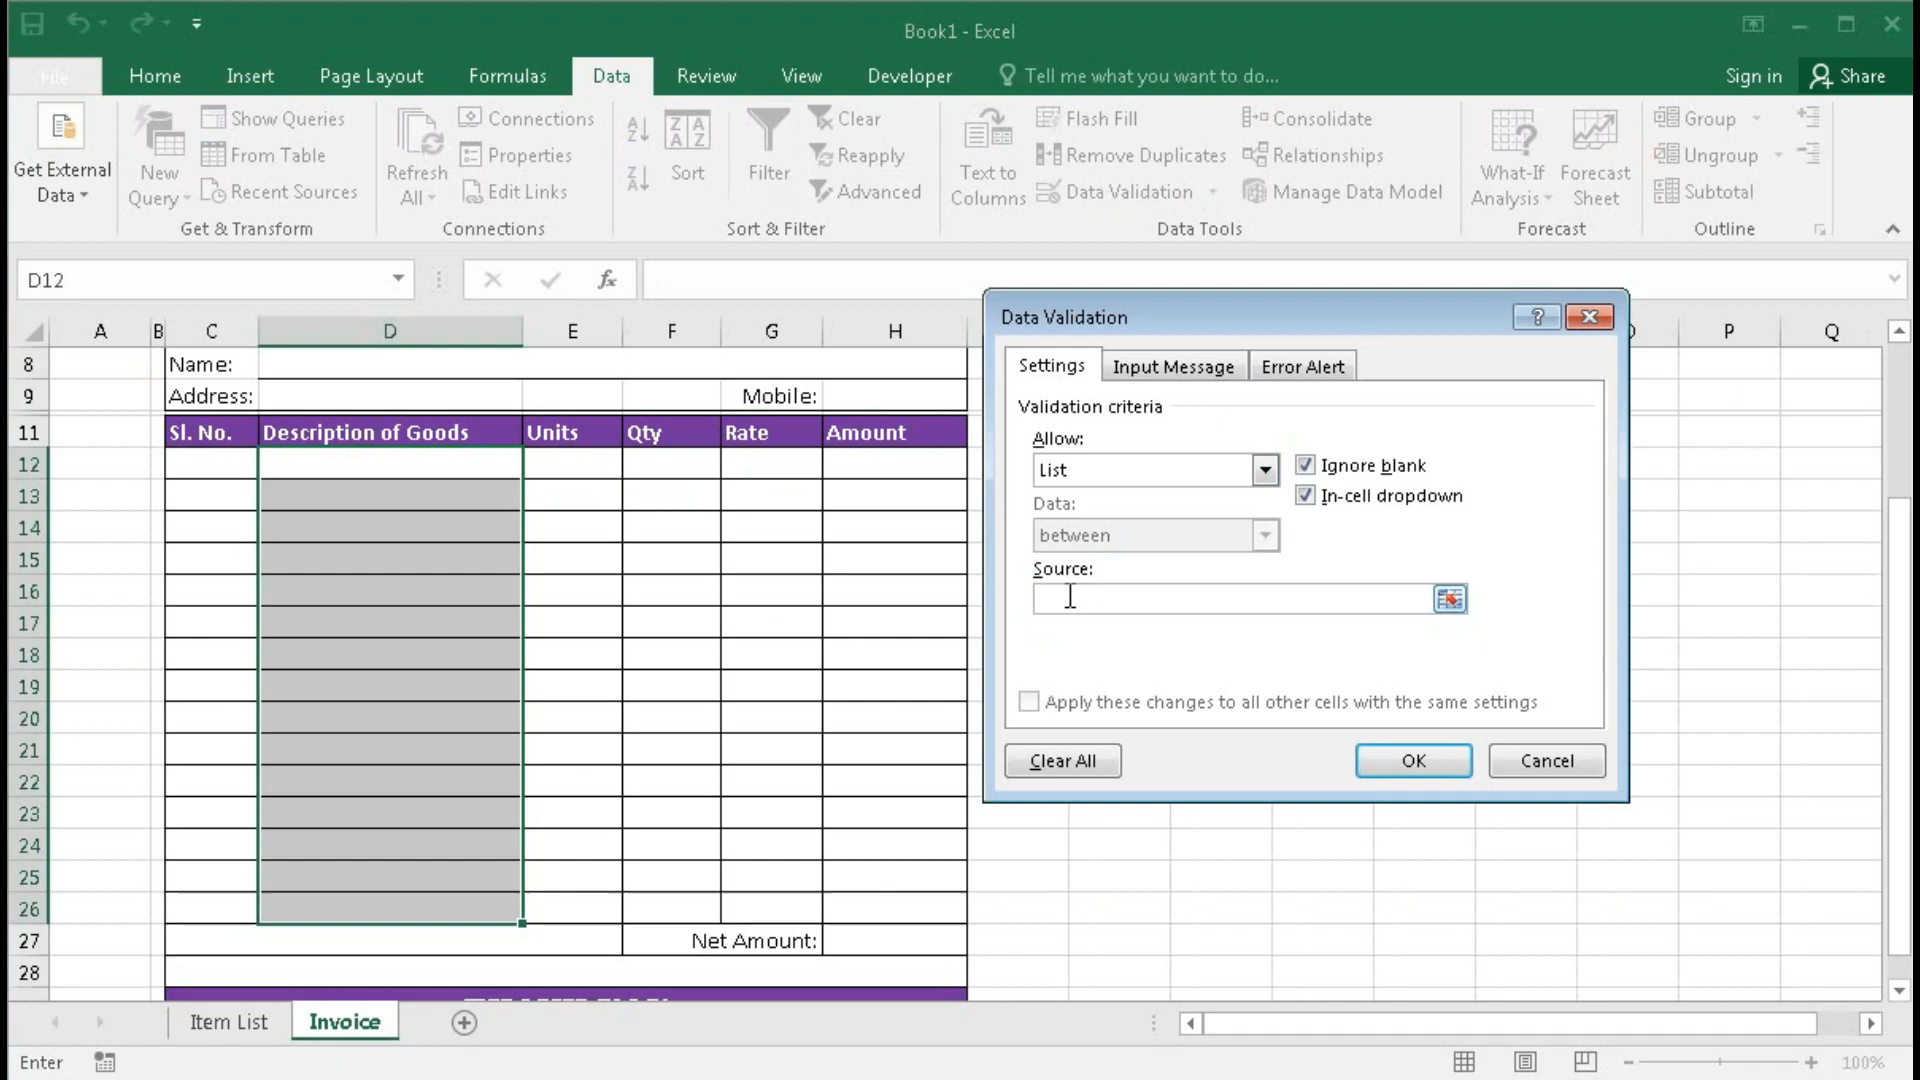 Book1 - Excel
File Home Insert Page Layout Formulas Data Review View Developer Tell me what you want to do... Sign in Share
Get External Data
New Query
Show Queries
From Table
Recent Sources
Get & Transform
Refresh All
Connections
Properties
Edit Links
Connections
Sort
Filter
Clear
Reapply
Advanced
Sort & Filter
Text to Columns
Flash Fill
Remove Duplicates
Data Validation
Consolidate
Relationships
Manage Data Model
Data Tools
What-If Analysis
Forecast Sheet
Forecast
Group
Ungroup
Subtotal
Outline
D12
fx
A B C D E F G H P Q
8 Name:
9 Address: Mobile:
11 Sl. No. Description of Goods Units Qty Rate Amount
12
13
14
15
16
17
18
19
20
21
22
23
24
25
26
27 Net Amount:
28
Data Validation
?
Settings Input Message Error Alert
Validation criteria
Allow:
List
Ignore blank
In-cell dropdown
Data:
between
Source:
Apply these changes to all other cells with the same settings
Clear All OK Cancel
Item List Invoice
Enter
100%